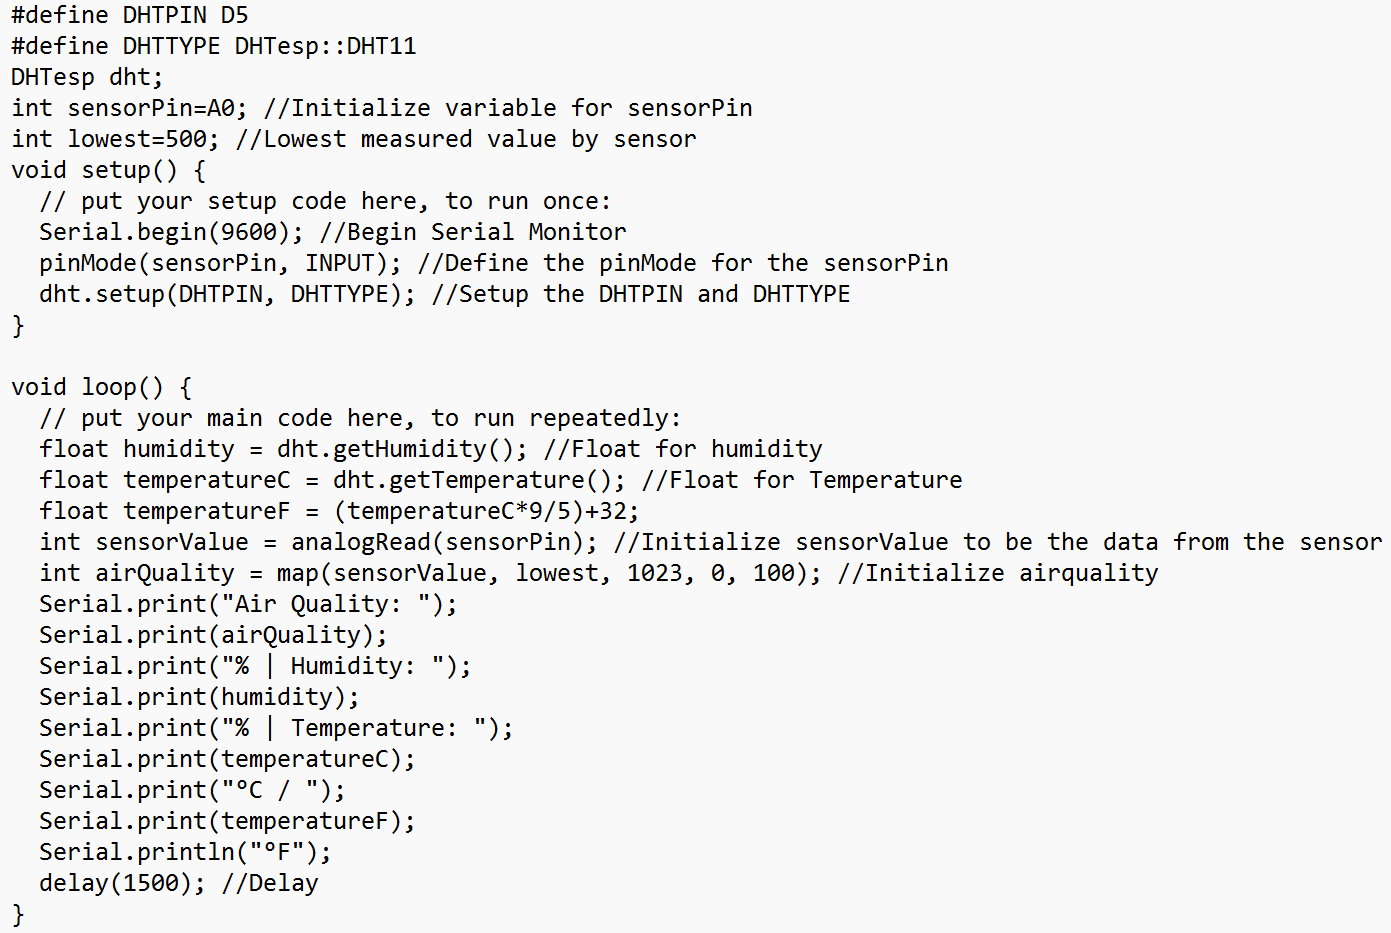 #define DHTPIN D5
#define DHTTYPE DHTesp::DHT11
DHTesp dht;
int sensorPin=A0; //Initialize variable for sensorPin
int lowest=500; //Lowest measured value by sensor
void setup() {
  // put your setup code here, to run once:
  Serial.begin(9600); //Begin Serial Monitor
  pinMode(sensorPin, INPUT); //Define the pinMode for the sensorPin
  dht.setup(DHTPIN, DHTTYPE); //Setup the DHTPIN and DHTTYPE
}

void loop() {
  // put your main code here, to run repeatedly:
  float humidity = dht.getHumidity(); //Float for humidity
  float temperatureC = dht.getTemperature(); //Float for Temperature
  float temperatureF = (temperatureC*9/5)+32;
  int sensorValue = analogRead(sensorPin); //Initialize sensorValue to be the data from the sensor
  int airQuality = map(sensorValue, lowest, 1023, 0, 100); //Initialize airquality
  Serial.print("Air Quality: ");
  Serial.print(airQuality);
  Serial.print("% | Humidity: ");
  Serial.print(humidity);
  Serial.print("% | Temperature: ");
  Serial.print(temperatureC);
  Serial.print("ºC / ");
  Serial.print(temperatureF);
  Serial.println("ºF");
  delay(1500); //Delay
}